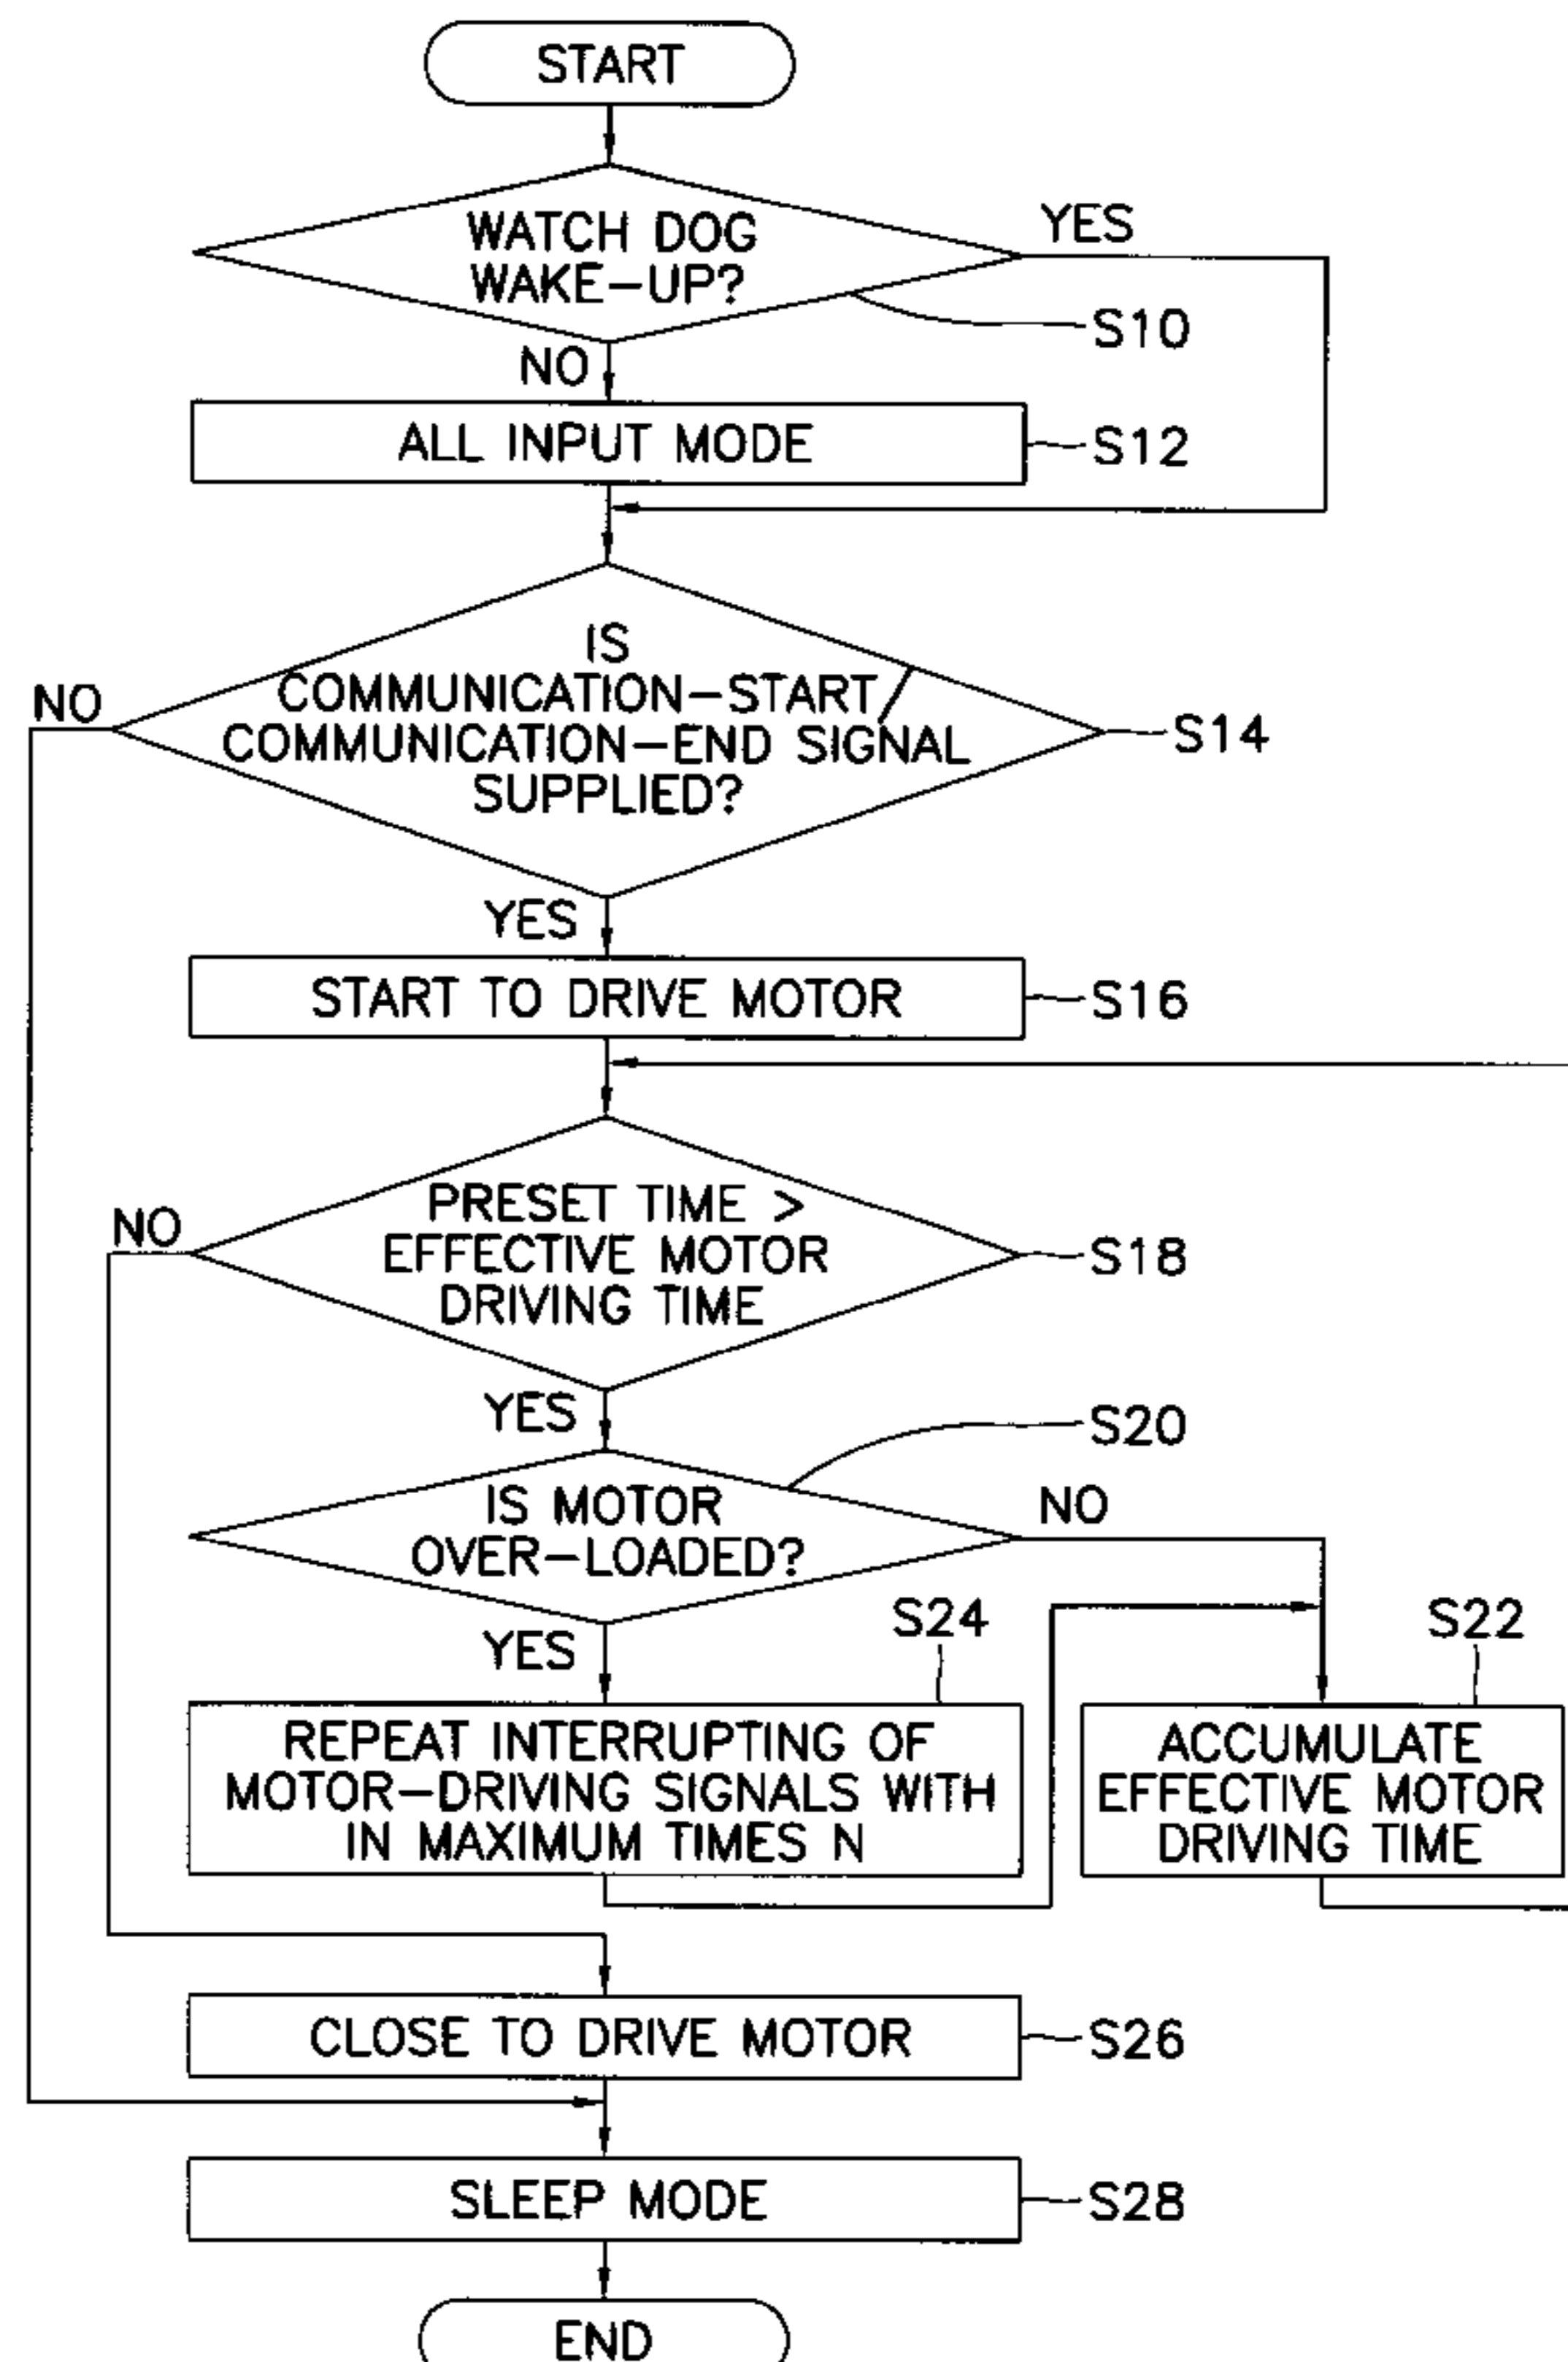 START
WATCH DOG
WAKE-UP?
YES
S10
NO
ALL INPUT MODE
S12
IS
COMMUNICATION-START/
COMMUNICATION-END SIGNAL
SUPPLIED?
NO
S14
YES
START TO DRIVE MOTOR
S16
PRESET TIME >
EFFECTIVE MOTOR
DRIVING TIME
NO
S18
YES
S20
IS MOTOR
OVER-LOADED?
NO
YES
S24
S22
REPEAT INTERRUPTING OF
MOTOR-DRIVING SIGNALS WITH
IN MAXIMUM TIMES N
ACCUMULATE
EFFECTIVE MOTOR
DRIVING TIME
CLOSE TO DRIVE MOTOR
S26
SLEEP MODE
S28
END